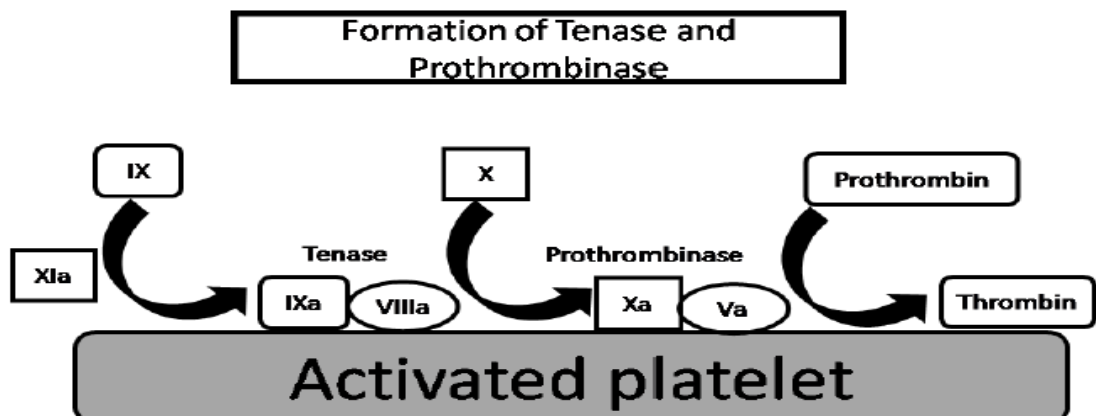 Formation of Tenase and
Prothrombinase
IX
X
Prothrombin
XIa
Tenase
Prothrombinase
IXa
VIIIa
Xa
Va
Thrombin
Activated platelet